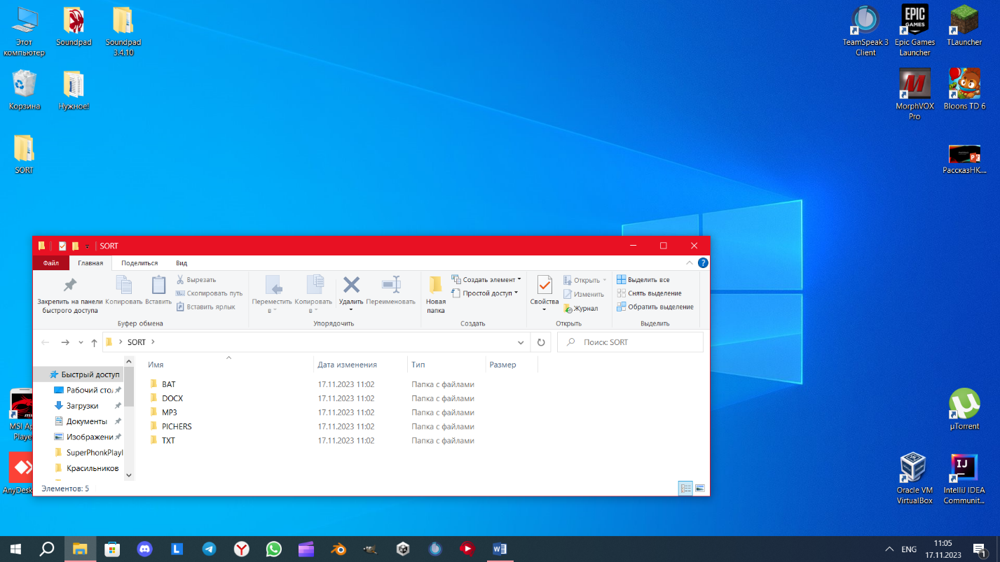 Этот
компьютер
Soundpad
Soundpad
3.4.10
TeamSpeak 3
Client
EPIC
GAMES
Epic Games
Launcher
TLauncher
Корзина
Нужное!
MorphVOX
Pro
Bloons TD 6
SORT
РассказНК....
SORT
Файл
Главная
Поделиться
Вид
Закрепить на панели
быстрого доступа
Копировать
Вставить
Вырезать
Скопировать путь
Вставить ярлык
Буфер обмена
Переместить
в
Копировать
в
Удалить
Переименовать
Упорядочить
Новая
папка
Создать элемент
Простой доступ
Создать
Свойства
Открыть
Изменить
Журнал
Открыть
Выделить все
Снять выделение
Обратить выделение
Выделить
SORT
Поиск: SORT
Быстрый доступ
Рабочий сто
Загрузки
Документы
Изображени
SuperPhonkPlayl
Красильников
Имя Дата изменения Тип Размер
BAT 17.11.2023 11:02 Папка с файлами
DOCX 17.11.2023 11:02 Папка с файлами
MP3 17.11.2023 11:02 Папка с файлами
PICHERS 17.11.2023 11:02 Папка с файлами
TXT 17.11.2023 11:02 Папка с файлами
Элементов: 5
MSI Ap
Playe
AnyDesk
µTorrent
Oracle VM
VirtualBox
IJ
IntelliJ IDEA
Communit...
ENG
11:05
17.11.2023
1